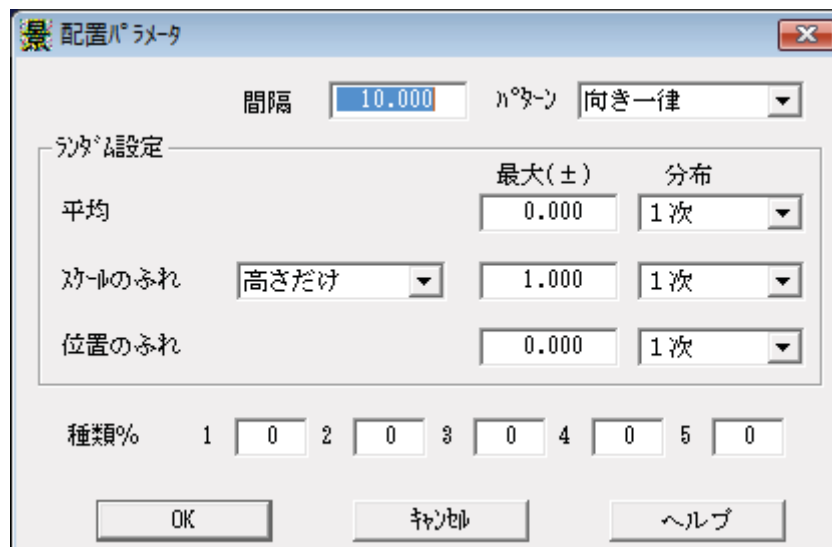 景 配置ﾊﾟﾗﾒｰﾀ
間隔 10.000 ﾊﾟﾀｰﾝ 向き一律
ﾗﾝﾀﾞﾑ設定
最大(±) 分布
平均 0.000 1次
ｽｹｰﾙのふれ 高さだけ 1.000 1次
位置のふれ 0.000 1次
種類% 1 0 2 0 3 0 4 0 5 0
OK ｷｬﾝｾﾙ ヘルプ